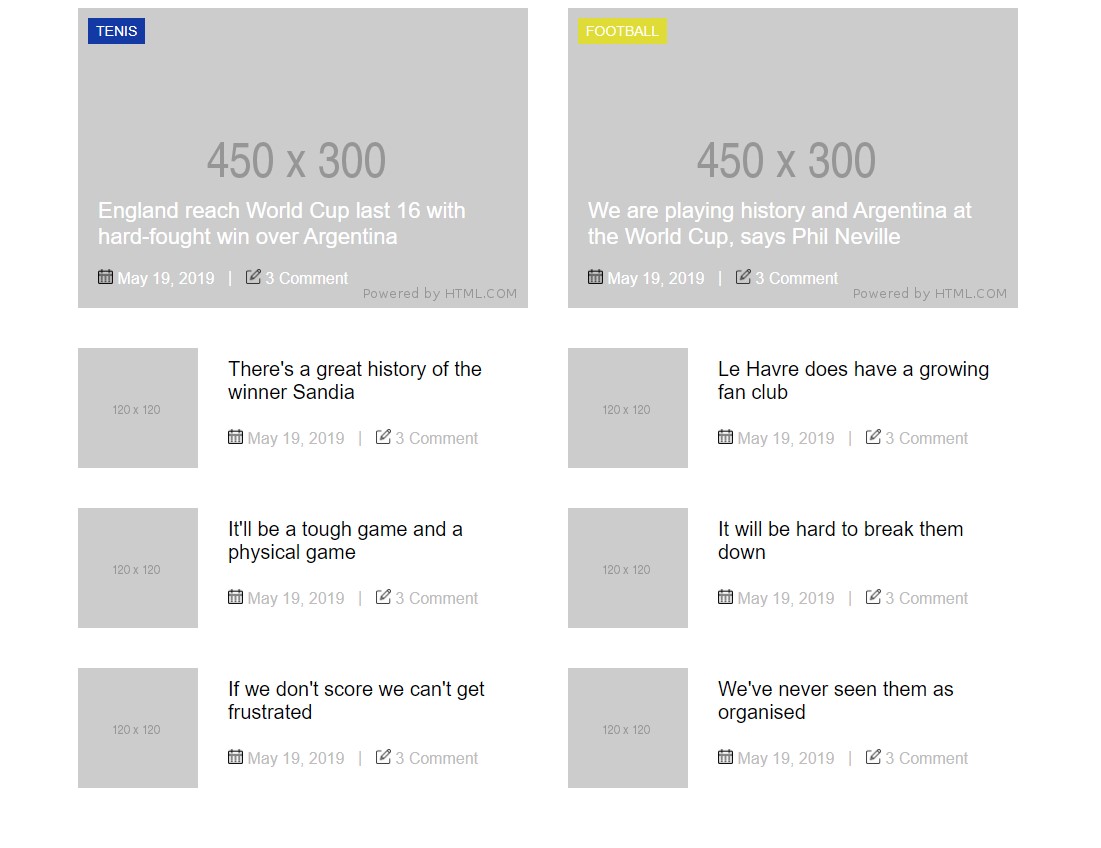 TENIS
450 x 300
England reach World Cup last 16 with
hard-fought win over Argentina
May 19, 2019 | 3 Comment
Powered by HTML.COM
FOOTBALL
450 x 300
We are playing history and Argentina at
the World Cup, says Phil Neville
May 19, 2019 | 3 Comment
Powered by HTML.COM
120 x 120
There's a great history of the
winner Sandia
May 19, 2019 | 3 Comment
120 x 120
Le Havre does have a growing
fan club
May 19, 2019 | 3 Comment
120 x 120
It'll be a tough game and a
physical game
May 19, 2019 | 3 Comment
120 x 120
It will be hard to break them
down
May 19, 2019 | 3 Comment
120 x 120
If we don't score we can't get
frustrated
May 19, 2019 | 3 Comment
120 x 120
We've never seen them as
organised
May 19, 2019 | 3 Comment